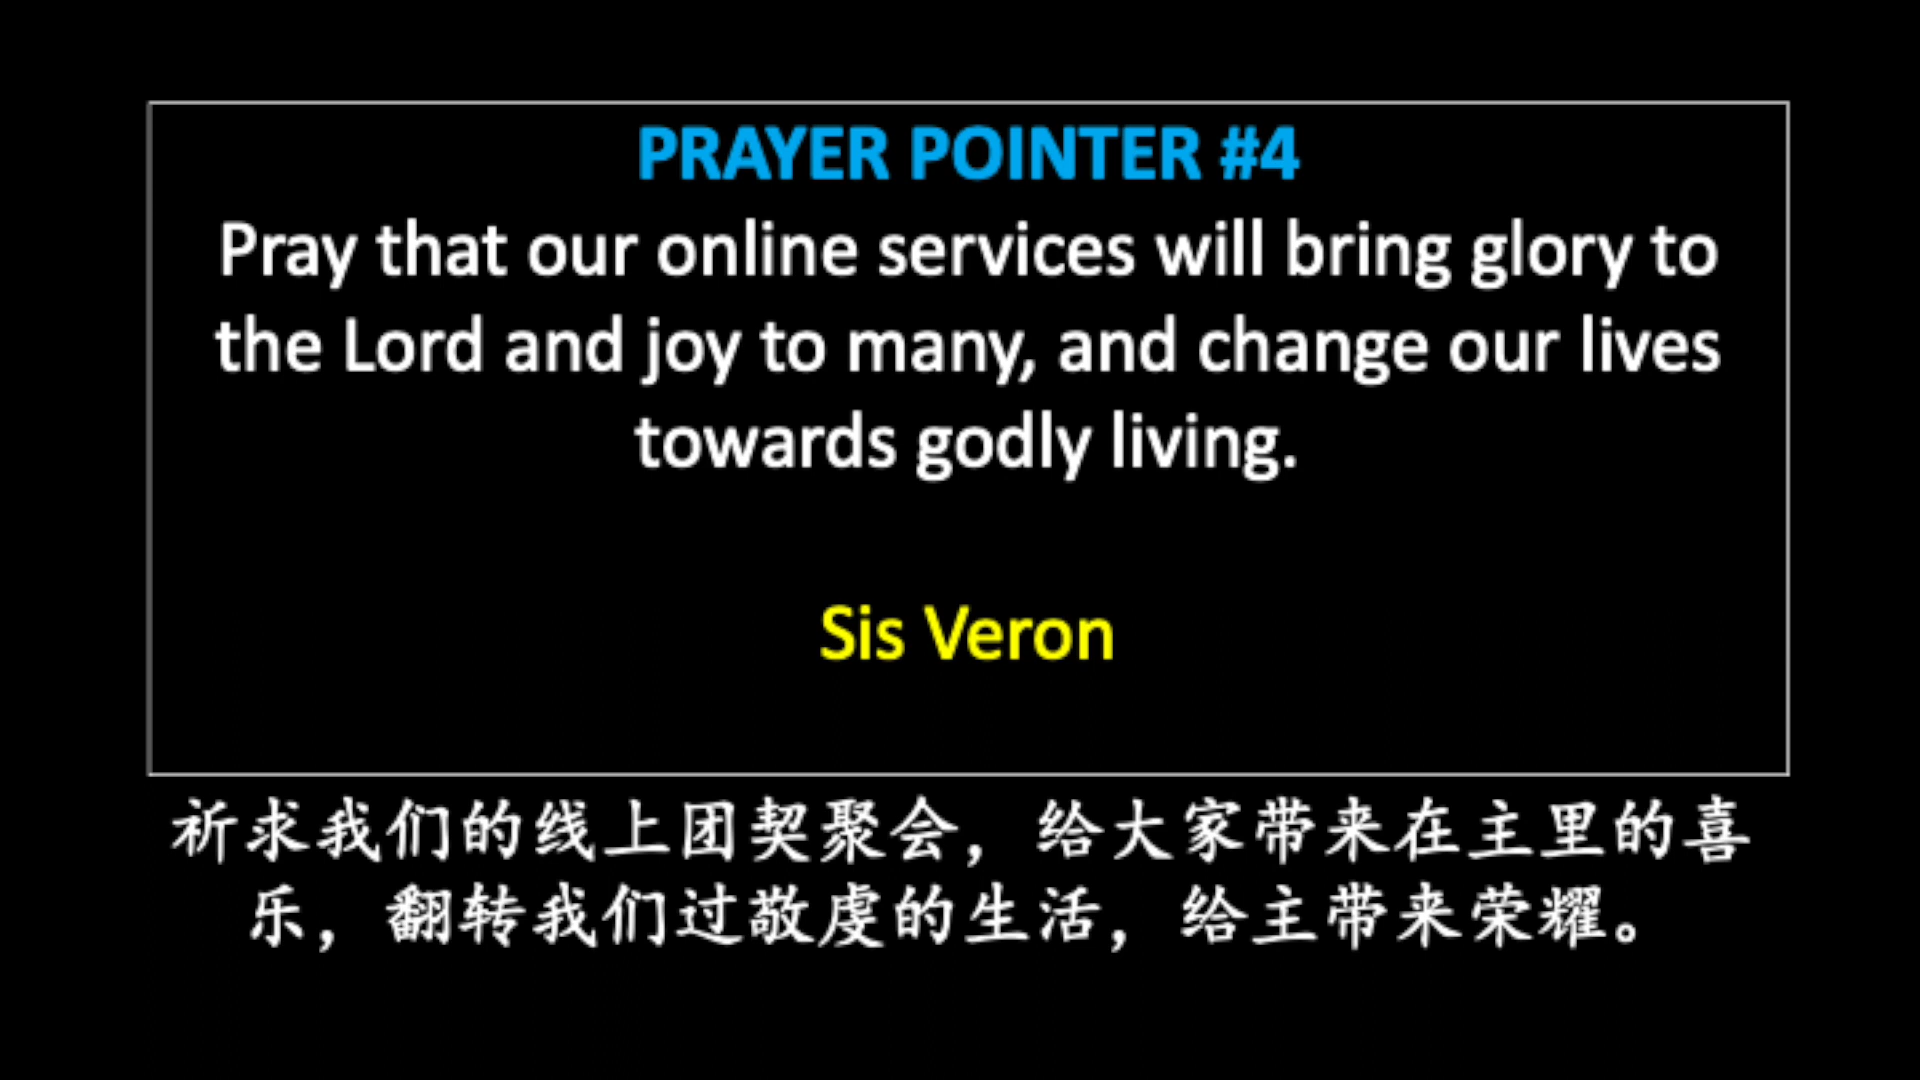 PRAYER POINTER #4
Pray that our online services will bring glory to
the Lord and joy to many, and change our lives
towards godly living.
Sis Veron
祈求我们的线上团契聚会，给大家带来在主里的喜
乐，翻转我们过敬虔的生活，给主带来荣耀。